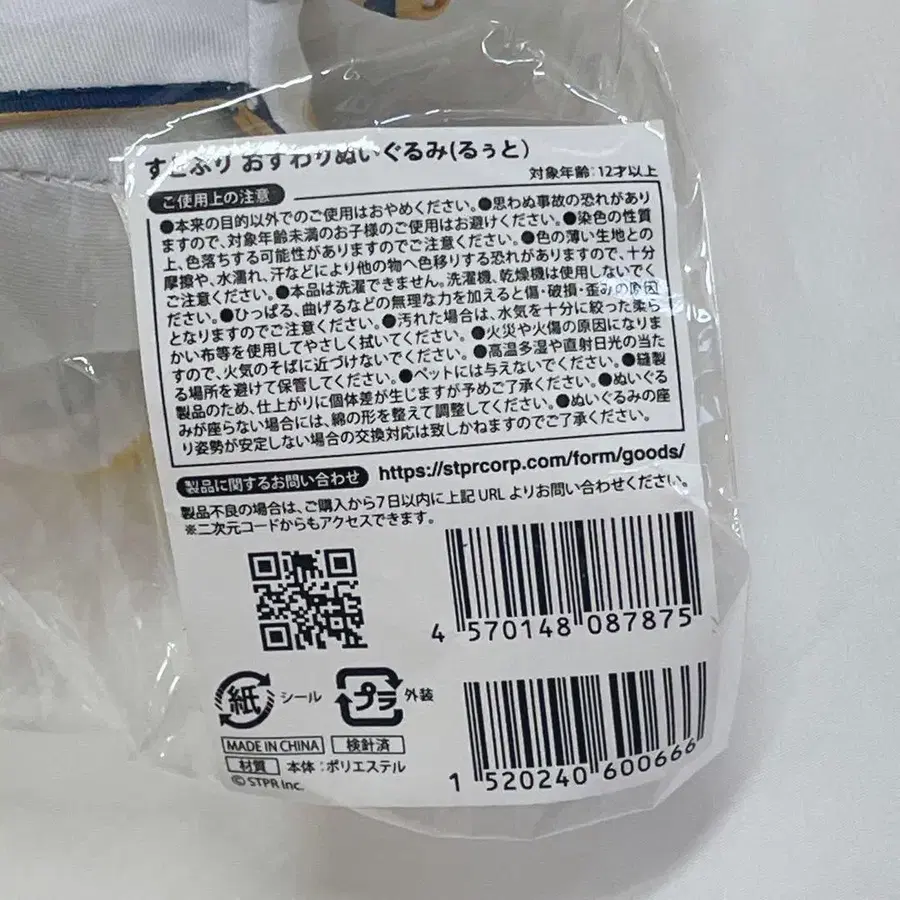 すとぷり おすわりぬいぐるみ(るぅと)
対象年齢:12才以上
ご使用上の注意
●本来の目的以外でのご使用はおやめください。●思わぬ事故の恐れがあり
ますので、対象年齢未満のお子様のご使用はお避けください。●染色の性質
上、色落ちする可能性がありますのでご注意ください。●色の薄い生地との
摩擦や、水濡れ、汗などにより他の物へ色移りする恐れがありますので、十分
ご注意ください。●本品は洗濯できません。洗濯機、乾燥機は使用しないでく
ださい。●ひっぱる、曲げるなどの無理な力を加えると傷・破損・歪みの原因
となりますのでご注意ください。●汚れた場合は、水気を十分に絞った柔ら
かい布等を使用してやさしく拭いてください。●火災や火傷の原因になりま
すので、火気のそばに近づけないでください。●高温多湿や直射日光の当た
る場所を避けて保管してください。●ペットには与えないでください。●縫製
製品のため、仕上がりに個体差が生じますが予めご了承ください。●ぬいぐる
みが座らない場合には、綿の形を整えて調整してください。●ぬいぐるみの座
り姿勢が安定しない場合の交換対応は致しかねますのでご了承ください。
製品に関するお問い合わせ https://stprcorp.com/form/goods/
製品不良の場合は、ご購入から7日以内に上記URLよりお問い合わせください。
※二次元コードからもアクセスできます。
4 570148 087875
紙 シール プラ 外装
MADE IN CHINA 検針済
材質 本体:ポリエステル
© STPR Inc.
1 520240 600666